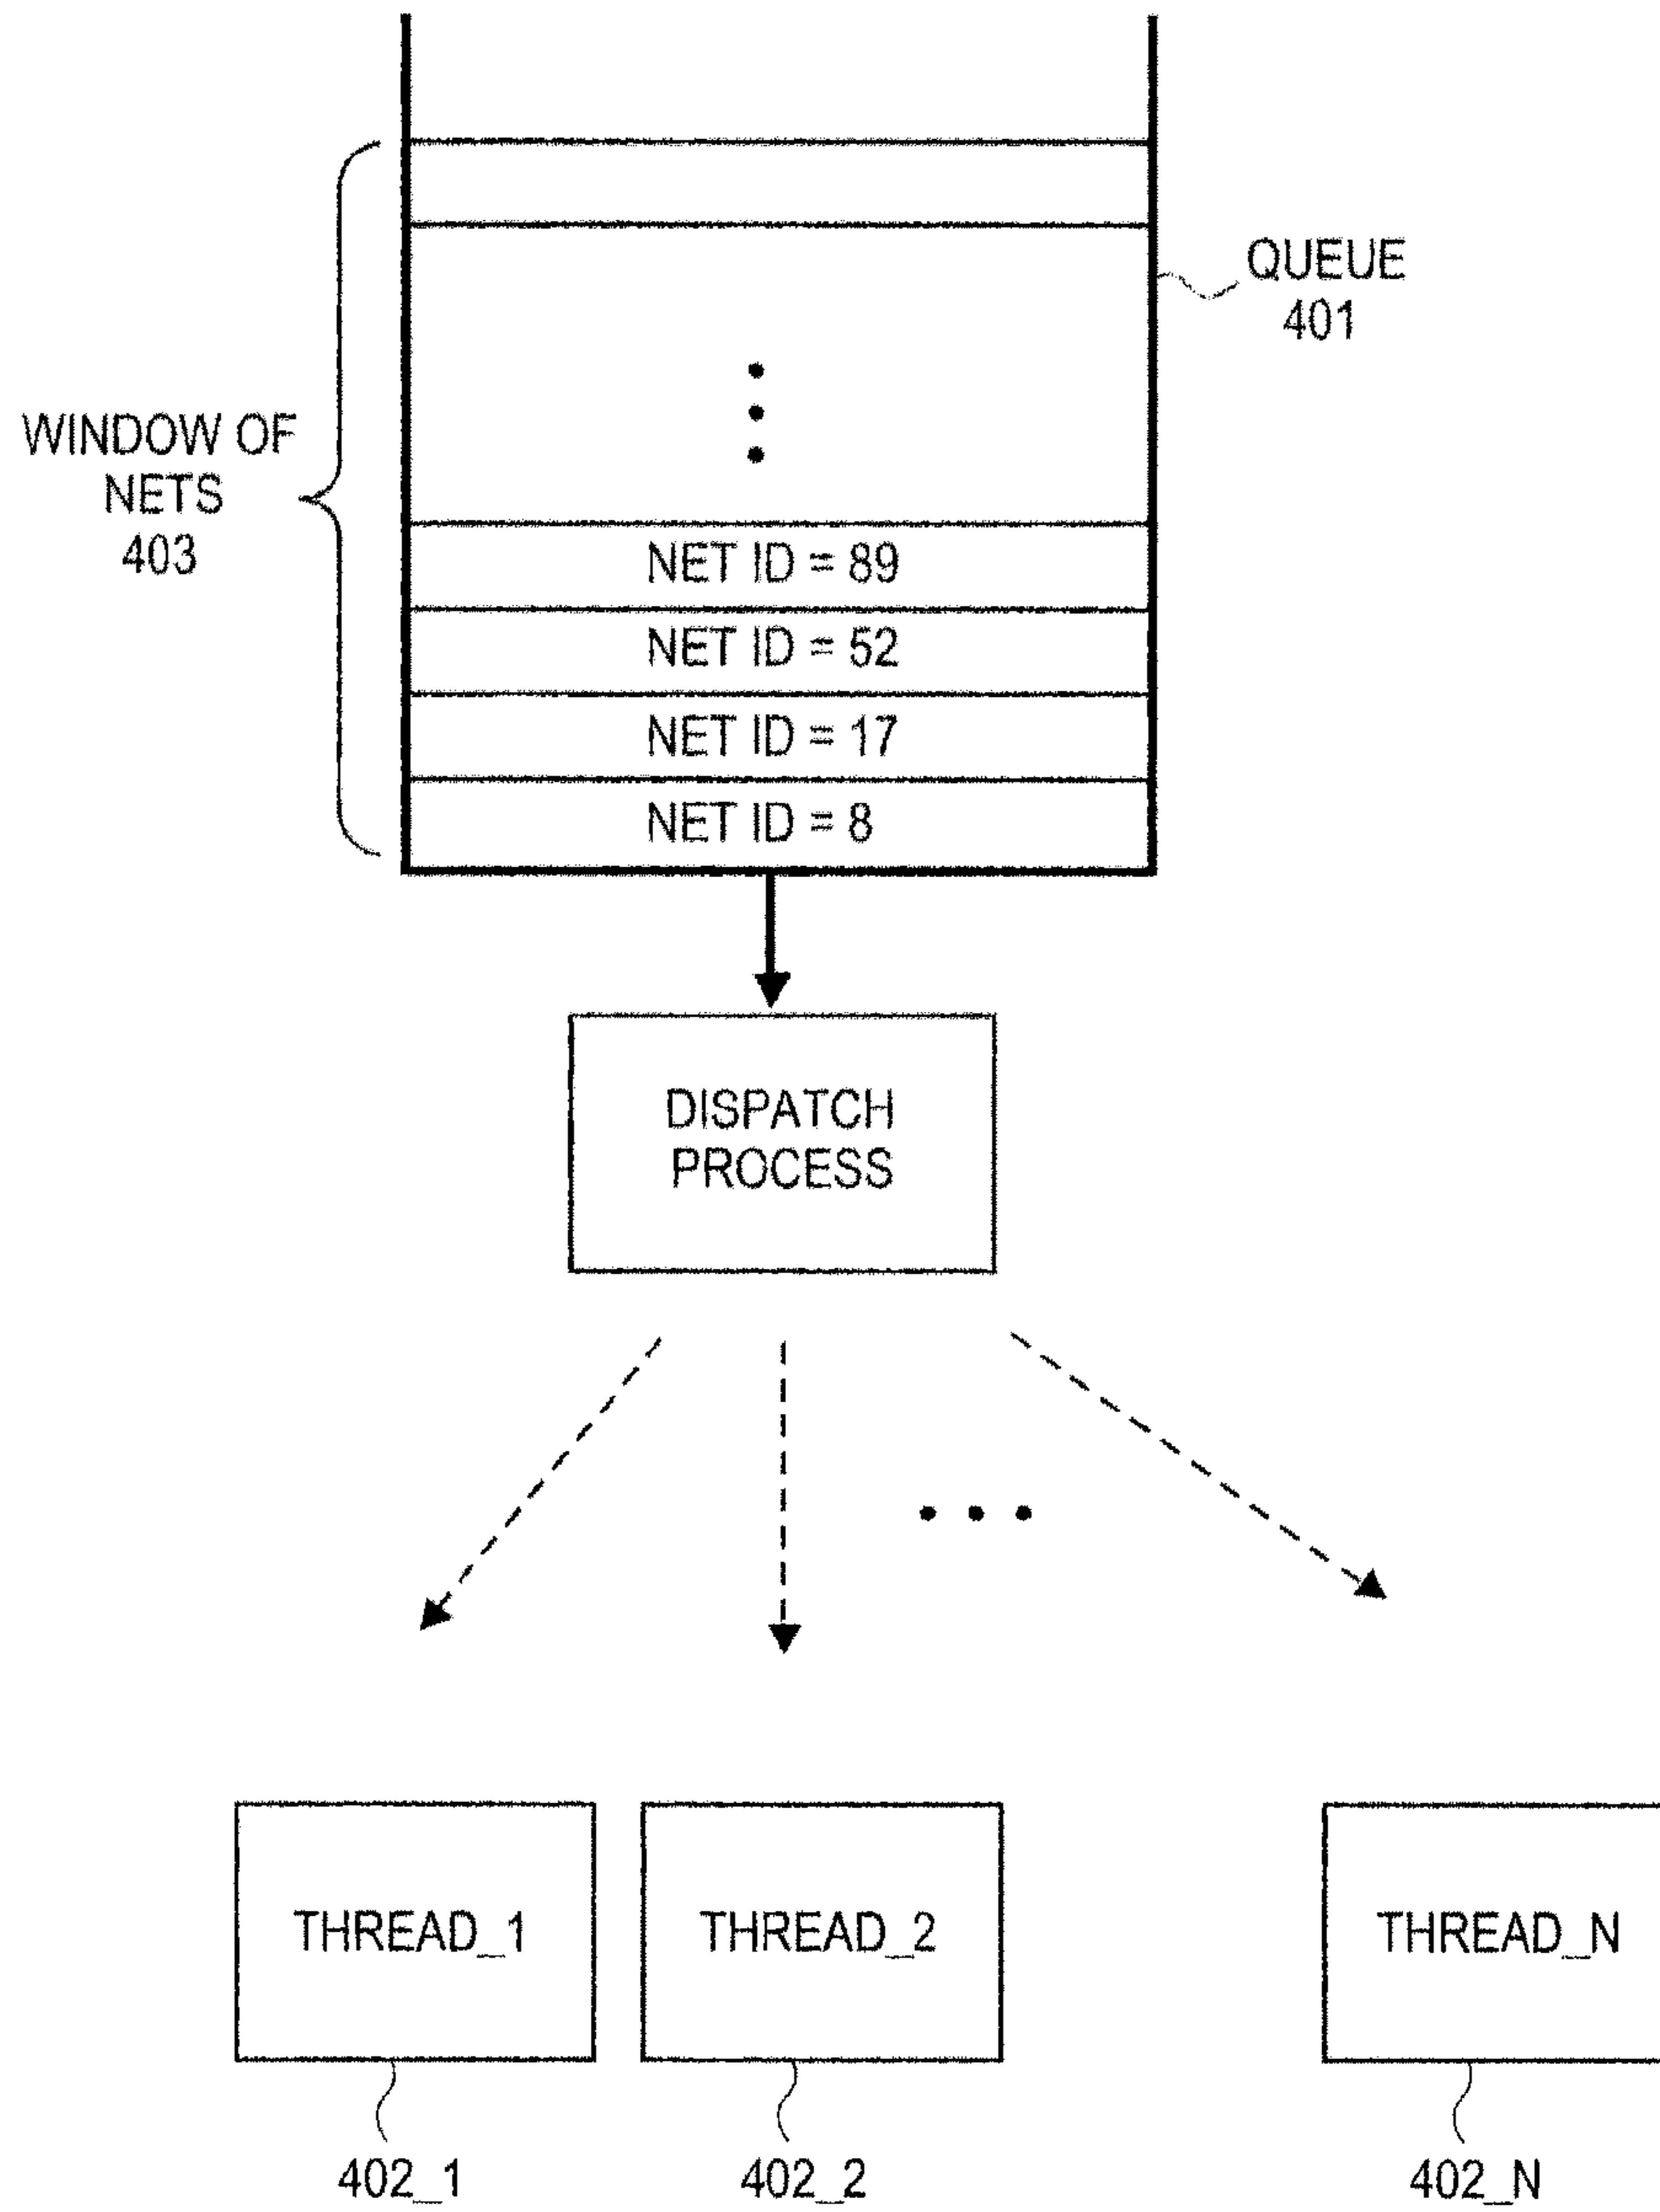 QUEUE
401
WINDOW OF
NETS
403
NET ID = 89
NET ID = 52
NET ID = 17
NET ID = 8
DISPATCH
PROCESS
THREAD_1
THREAD_2
THREAD_N
402_1
402_2
402_N